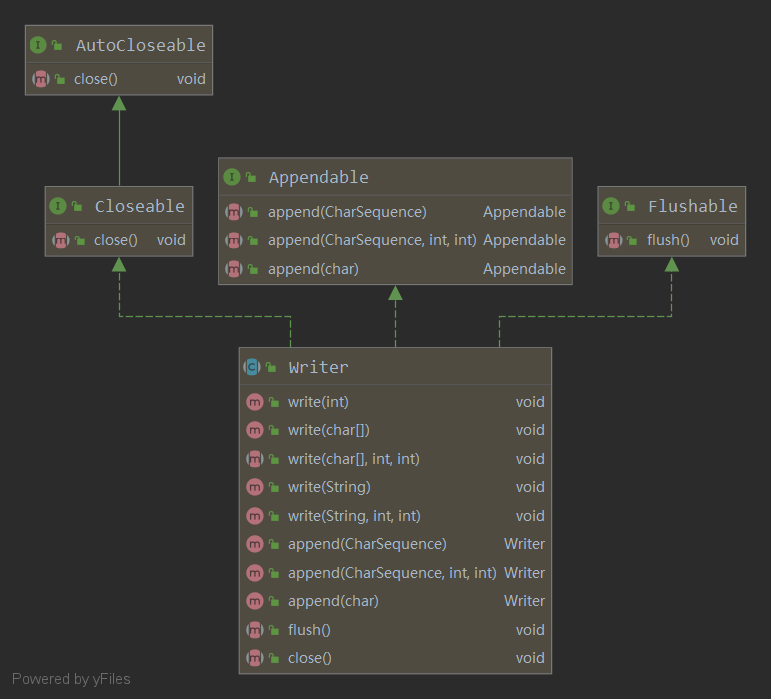 AutoCloseable
close() void
Closeable
close() void
Appendable
append(CharSequence) Appendable
append(CharSequence, int, int) Appendable
append(char) Appendable
Flushable
flush() void
Writer
write(int) void
write(char[]) void
write(char[], int, int) void
write(String) void
write(String, int, int) void
append(CharSequence) Writer
append(CharSequence, int, int) Writer
append(char) Writer
flush() void
close() void
Powered by yFiles